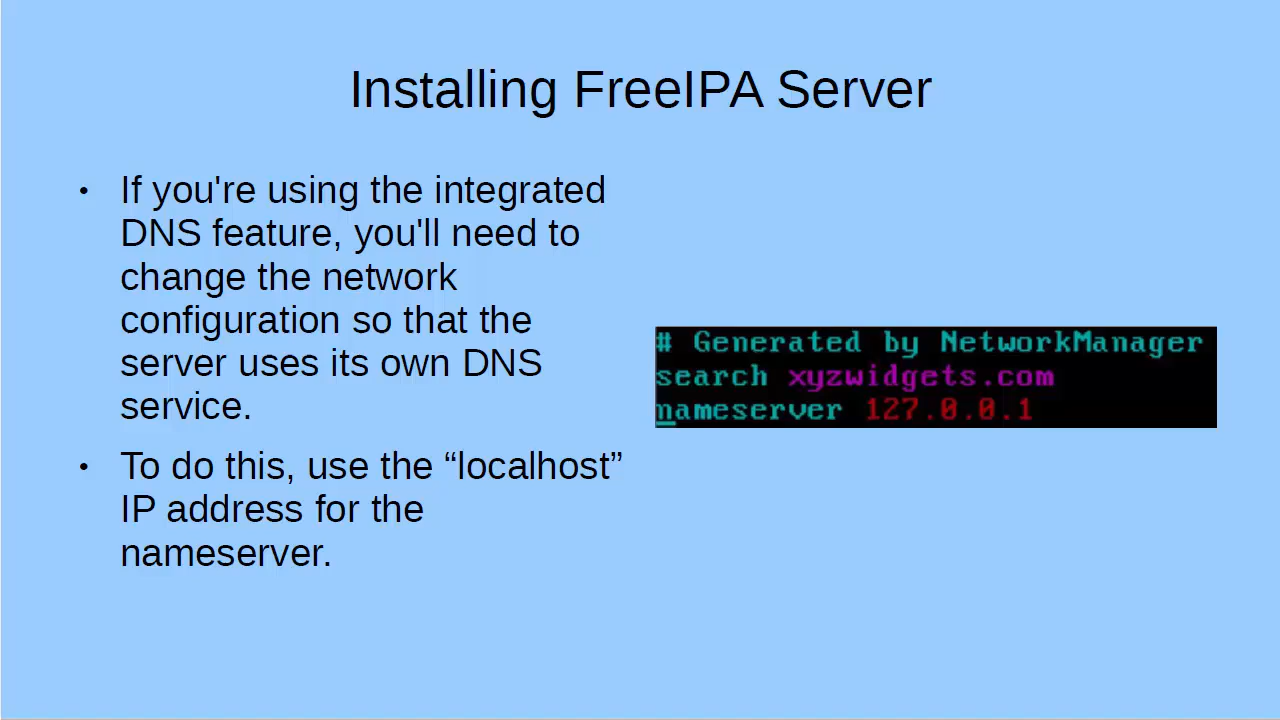 Installing FreeIPA Server
• If you're using the integrated
DNS feature, you'll need to
change the network
configuration so that the
server uses its own DNS
service.
• To do this, use the “localhost”
IP address for the
nameserver.
# Generated by NetworkManager
search xyzwidgets.com
nameserver 127.0.0.1